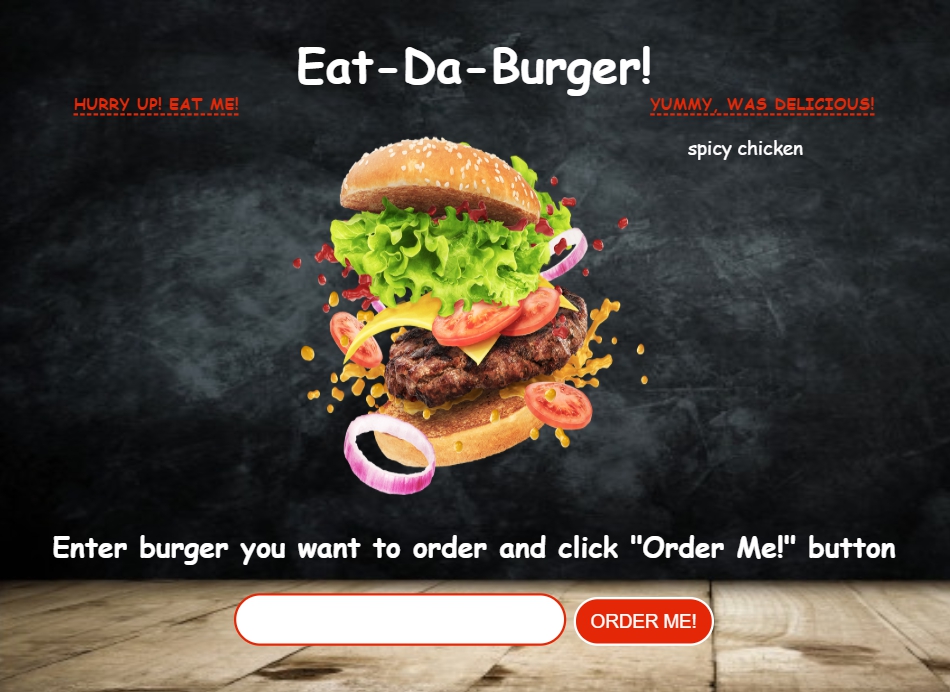 Eat-Da-Burger!
HURRY UP! EAT ME!
YUMMY, WAS DELICIOUS!
spicy chicken
Enter burger you want to order and click "Order Me!" button
ORDER ME!